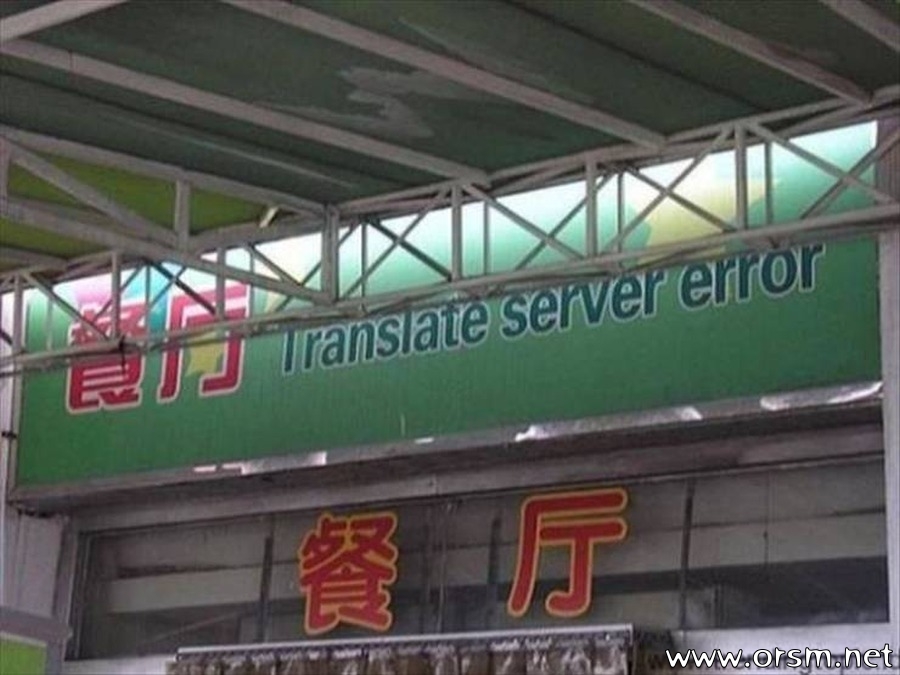 餐厅 Translate server error
餐厅
www.orsm.net